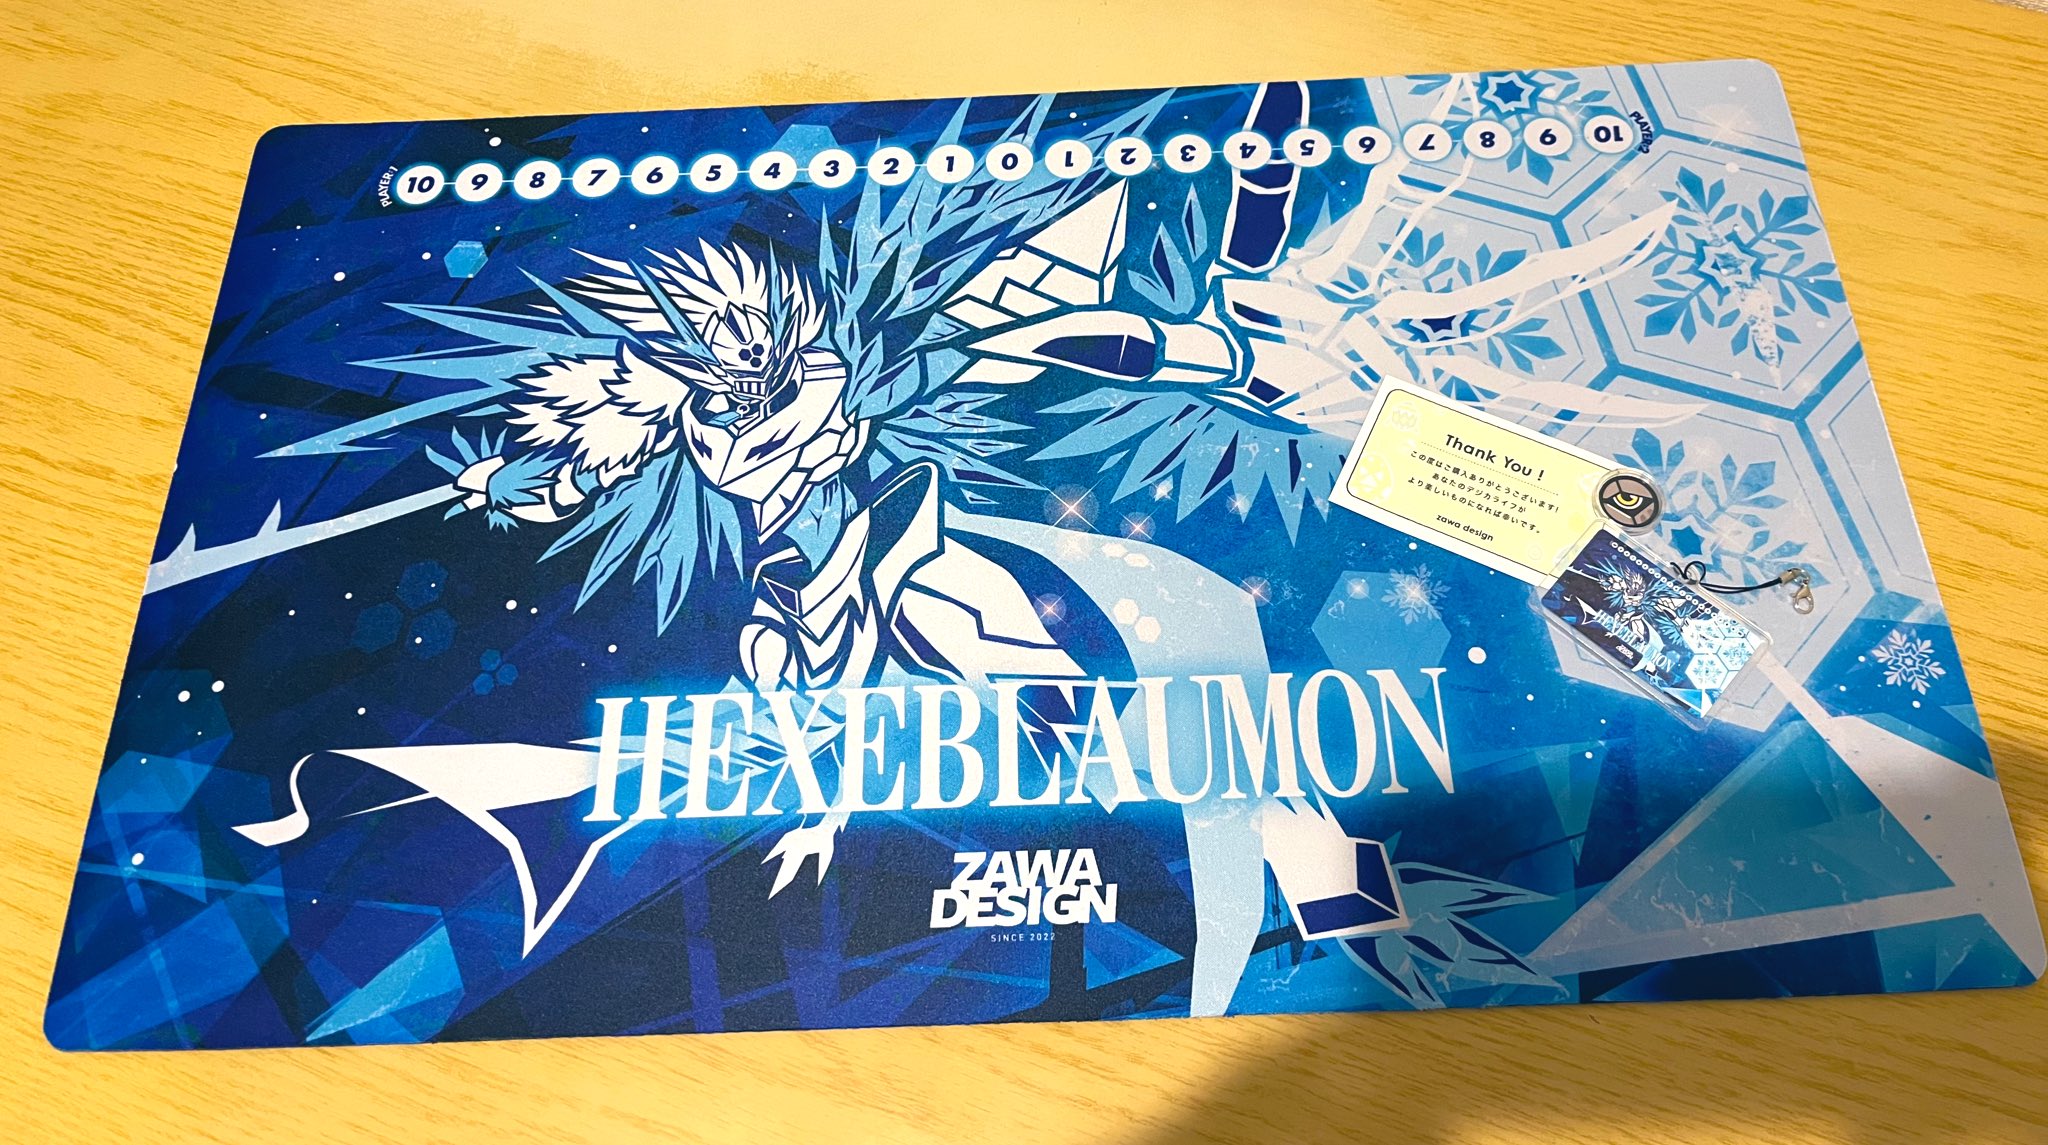 PLAYER:1
10 9 8 7 6 5 4 3 2 1 0 1 2 3 4 5 6 7 8 9 10
PLAYER:2
Thank You !
この度はご購入ありがとうございます!
あなたのデジカライフが
より楽しいものになれば幸いです。
zawa design
HEXEBLAUMON
HEXEBLAUMON
ZAWA
DESIGN
SINCE 2022